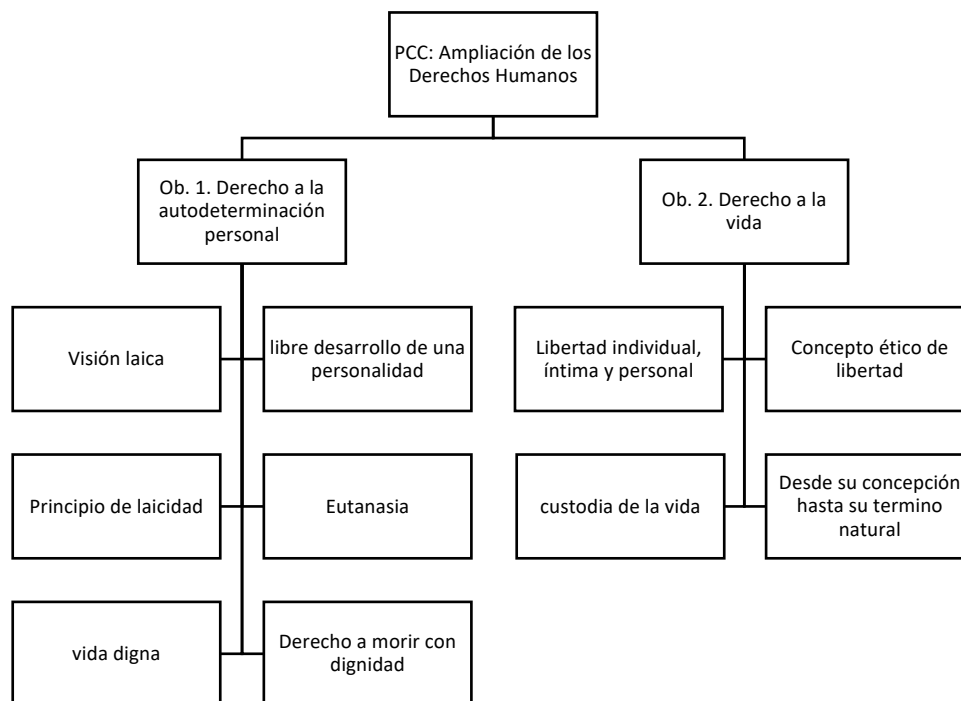 PCC: Ampliación de los
Derechos Humanos
Ob. 1. Derecho a la
autodeterminación
personal
Ob. 2. Derecho a la
vida
Visión laica
libre desarrollo de una
personalidad
Libertad individual,
íntima y personal
Concepto ético de
libertad
Principio de laicidad
Eutanasia
custodia de la vida
Desde su concepción
hasta su termino
natural
vida digna
Derecho a morir con
dignidad